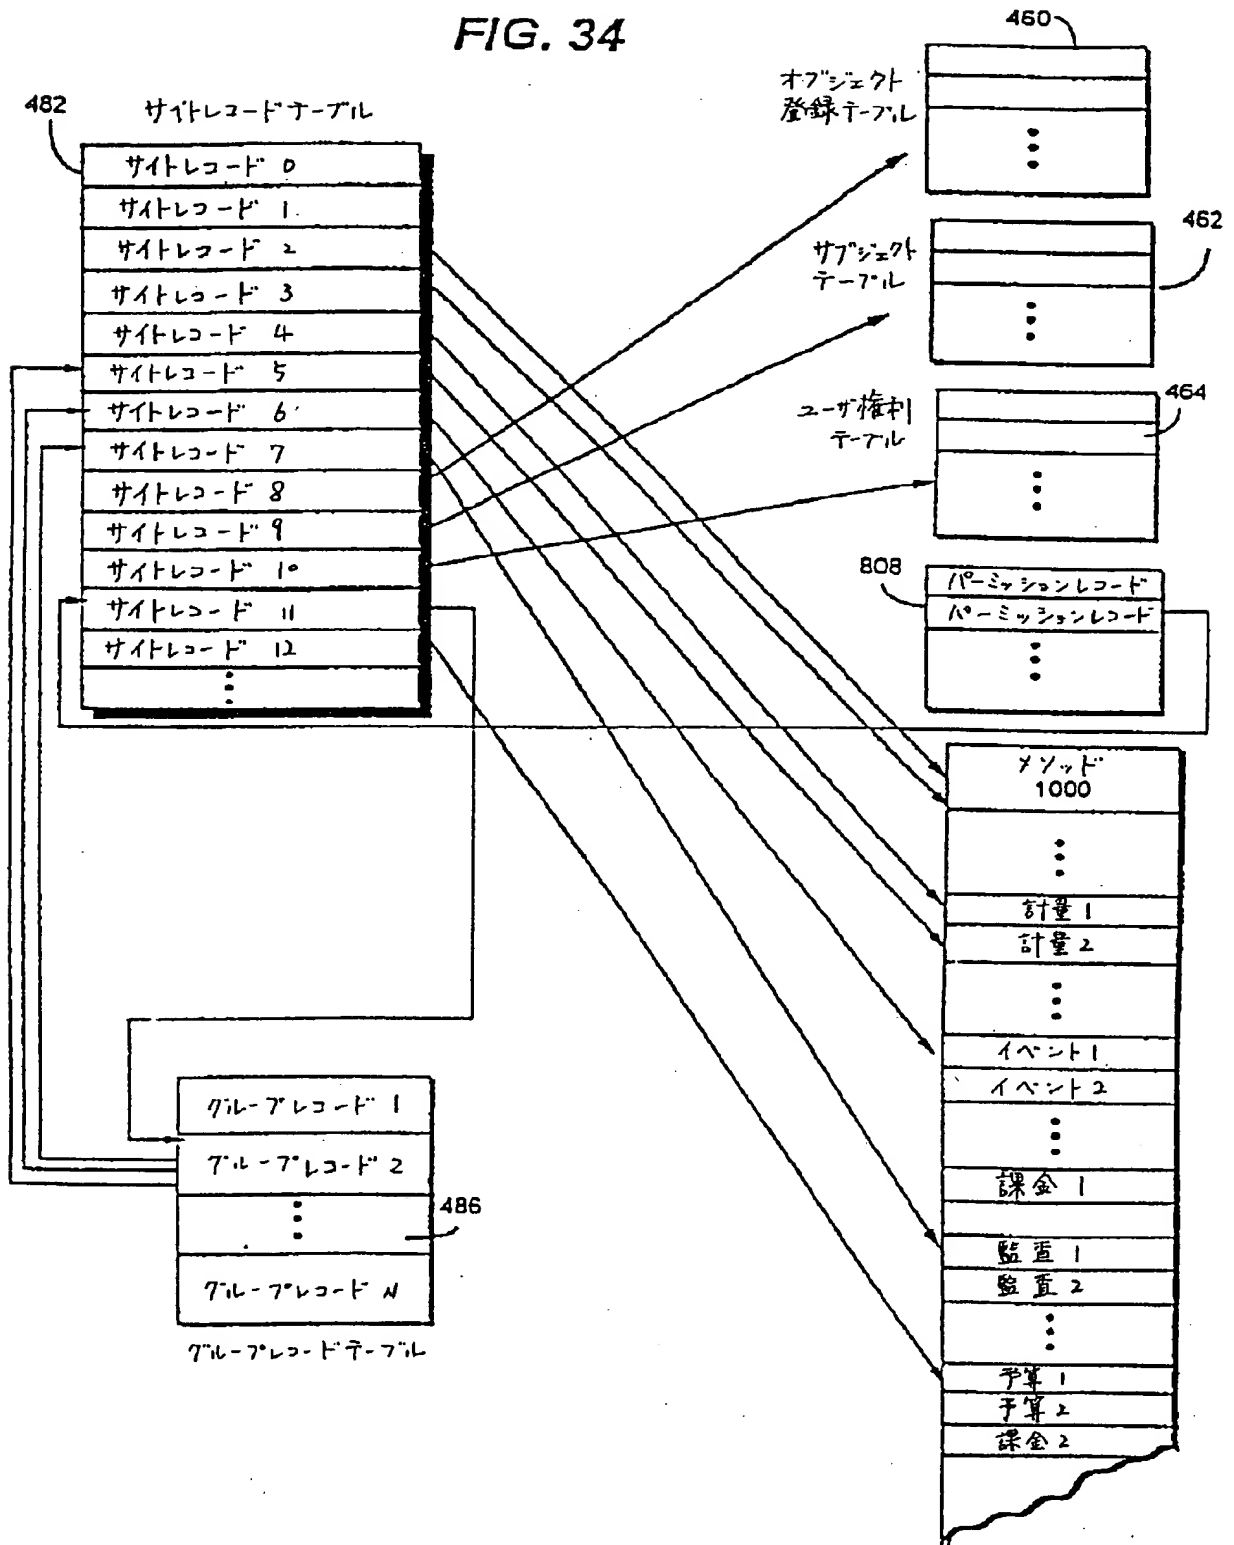 FIG. 34
482
サイトレコードテーブル
サイトレコード 0
サイトレコード 1
サイトレコード 2
サイトレコード 3
サイトレコード 4
サイトレコード 5
サイトレコード 6
サイトレコード 7
サイトレコード 8
サイトレコード 9
サイトレコード 10
サイトレコード 11
サイトレコード 12
460
オブジェクト
登録テーブル
462
サブジェクト
テーブル
464
ユーザ権利
テーブル
808
パーミッションレコード
パーミッションレコード
メソッド
1000
計量 1
計量 2
イベント 1
イベント 2
課金 1
監査 1
監査 2
予算 1
予算 2
課金 2
グループレコード 1
グループレコード 2
486
グループレコード N
グループレコードテーブル